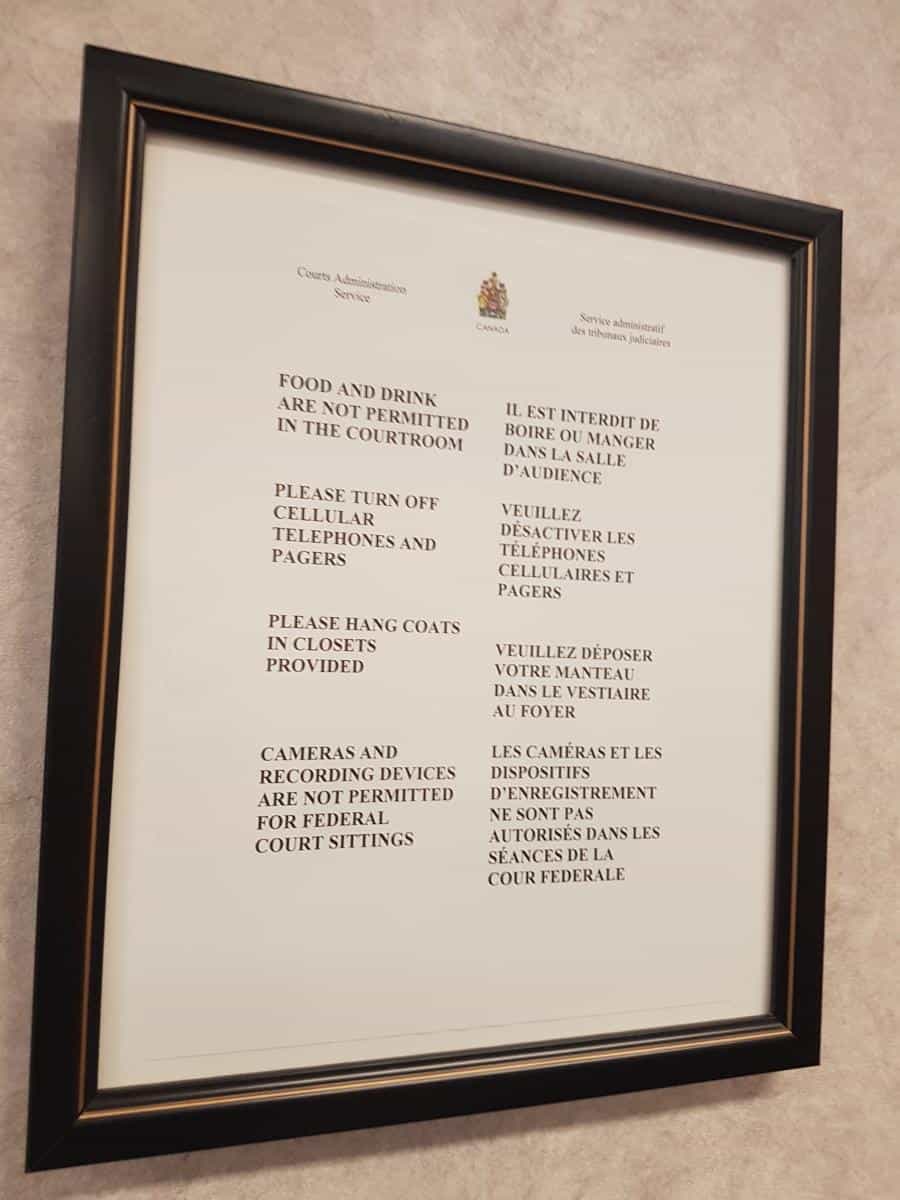 Courts Administration
Service
CANADA
Service administratif
des tribunaux judiciaires
FOOD AND DRINK
ARE NOT PERMITTED
IN THE COURTROOM
PLEASE TURN OFF
CELLULAR
TELEPHONES AND
PAGERS
PLEASE HANG COATS
IN CLOSETS
PROVIDED
CAMERAS AND
RECORDING DEVICES
ARE NOT PERMITTED
FOR FEDERAL
COURT SITTINGS
IL EST INTERDIT DE
BOIRE OU MANGER
DANS LA SALLE
D'AUDIENCE
VEUILLEZ
DÉSACTIVER LES
TÉLÉPHONES
CELLULAIRES ET
PAGERS
VEUILLEZ DÉPOSER
VOTRE MANTEAU
DANS LE VESTIAIRE
AU FOYER
LES CAMÉRAS ET LES
DISPOSITIFS
D'ENREGISTREMENT
NE SONT PAS
AUTORISÉS DANS LES
SÉANCES DE LA
COUR FEDERALE